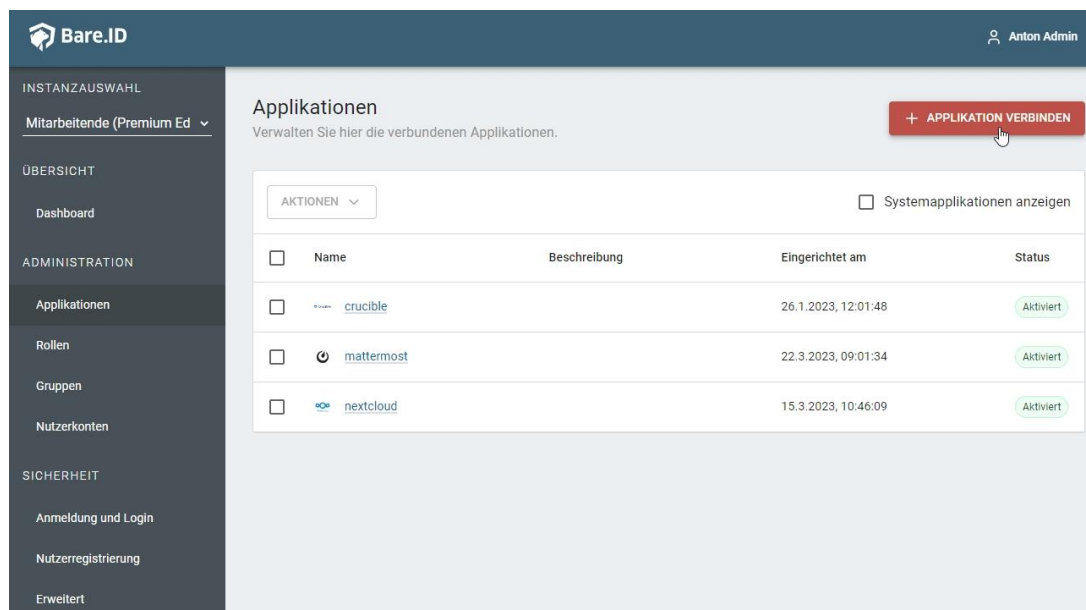 Bare.ID
Anton Admin
INSTANZAUSWAHL
Mitarbeitende (Premium Ed
ÜBERSICHT
Dashboard
ADMINISTRATION
Applikationen
Rollen
Gruppen
Nutzerkonten
SICHERHEIT
Anmeldung und Login
Nutzerregistrierung
Erweitert
Applikationen
Verwalten Sie hier die verbundenen Applikationen.
+ APPLIKATION VERBINDEN
AKTIONEN
Systemapplikationen anzeigen
Name Beschreibung Eingerichtet am Status
crucible 26.1.2023, 12:01:48 Aktiviert
mattermost 22.3.2023, 09:01:34 Aktiviert
nextcloud 15.3.2023, 10:46:09 Aktiviert